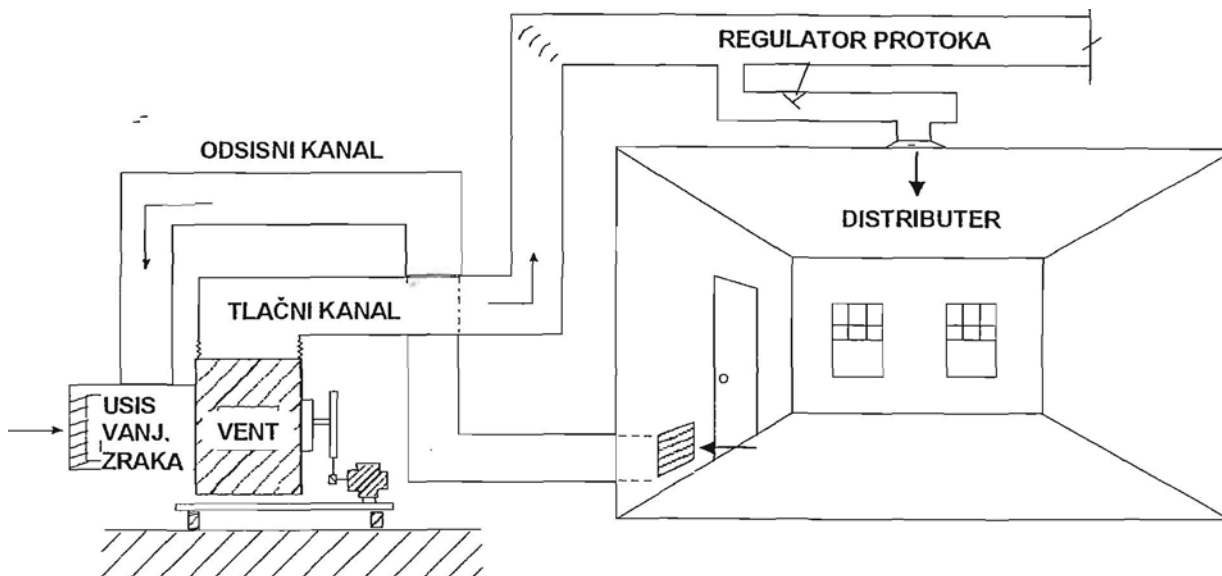 REGULATOR PROTOKA
ODSISNI KANAL
DISTRIBUTER
TLAČNI KANAL
USIS
VANJ.
ZRAKA
VENT